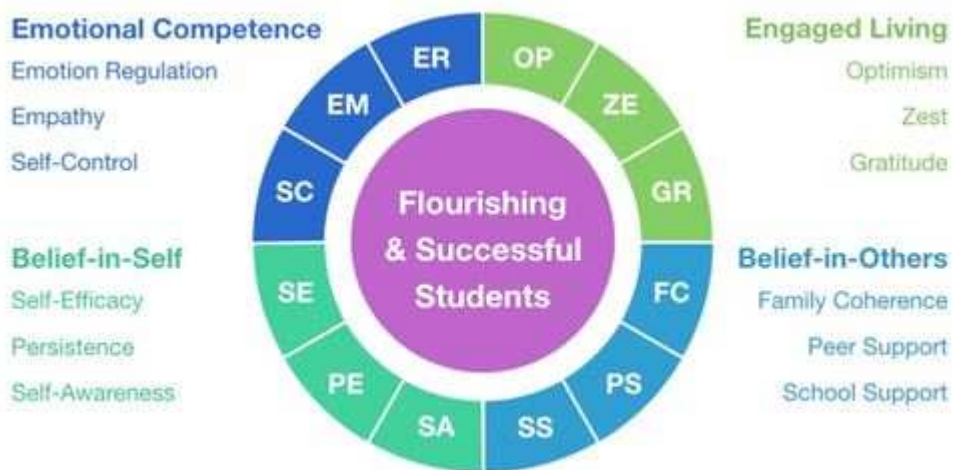 Emotional Competence
Emotion Regulation
Empathy
Self-Control
Belief-in-Self
Self-Efficacy
Persistence
Self-Awareness
ER
EM
SC
SE
PE
SA
OP
ZE
GR
FC
PS
SS
Flourishing
& Successful
Students
Engaged Living
Optimism
Zest
Gratitude
Belief-in-Others
Family Coherence
Peer Support
School Support